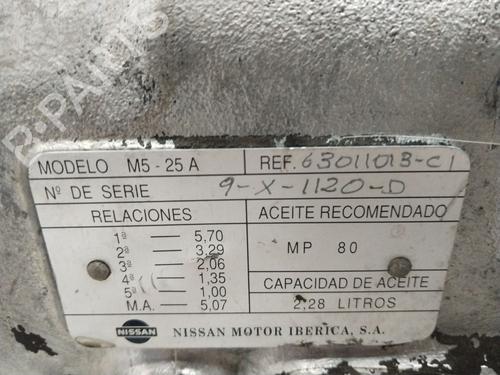 MODELO M5-25 A
REF. 63011013-C1
Nº DE SERIE 9-X-1120-D
RELACIONES
1ª 5,70
2ª 3,29
3ª 2,06
4ª 1,35
5ª 1,00
M.A. 5,07
ACEITE RECOMENDADO
MP 80
CAPACIDAD DE ACEITE
2,28 LITROS
NISSAN
NISSAN MOTOR IBERICA, S.A.
B-PARTS